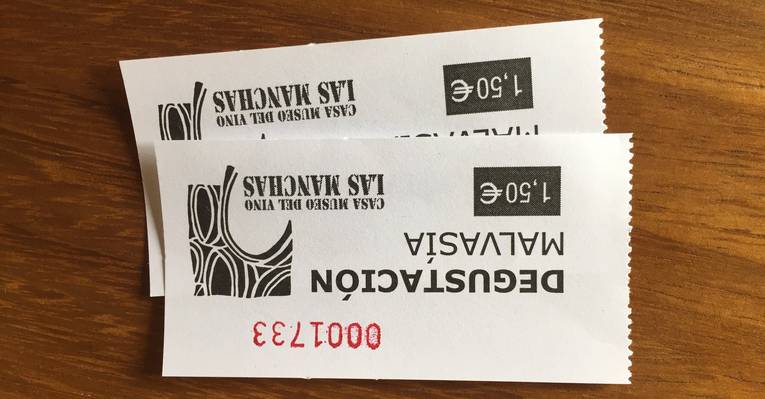 0001733
DEGUSTACIÓN
MALVASÍA
1,50€
CASA MUSEO DEL VINO
LAS MANCHAS
MALVASÍA
1,50€
CASA MUSEO DEL VINO
LAS MANCHAS